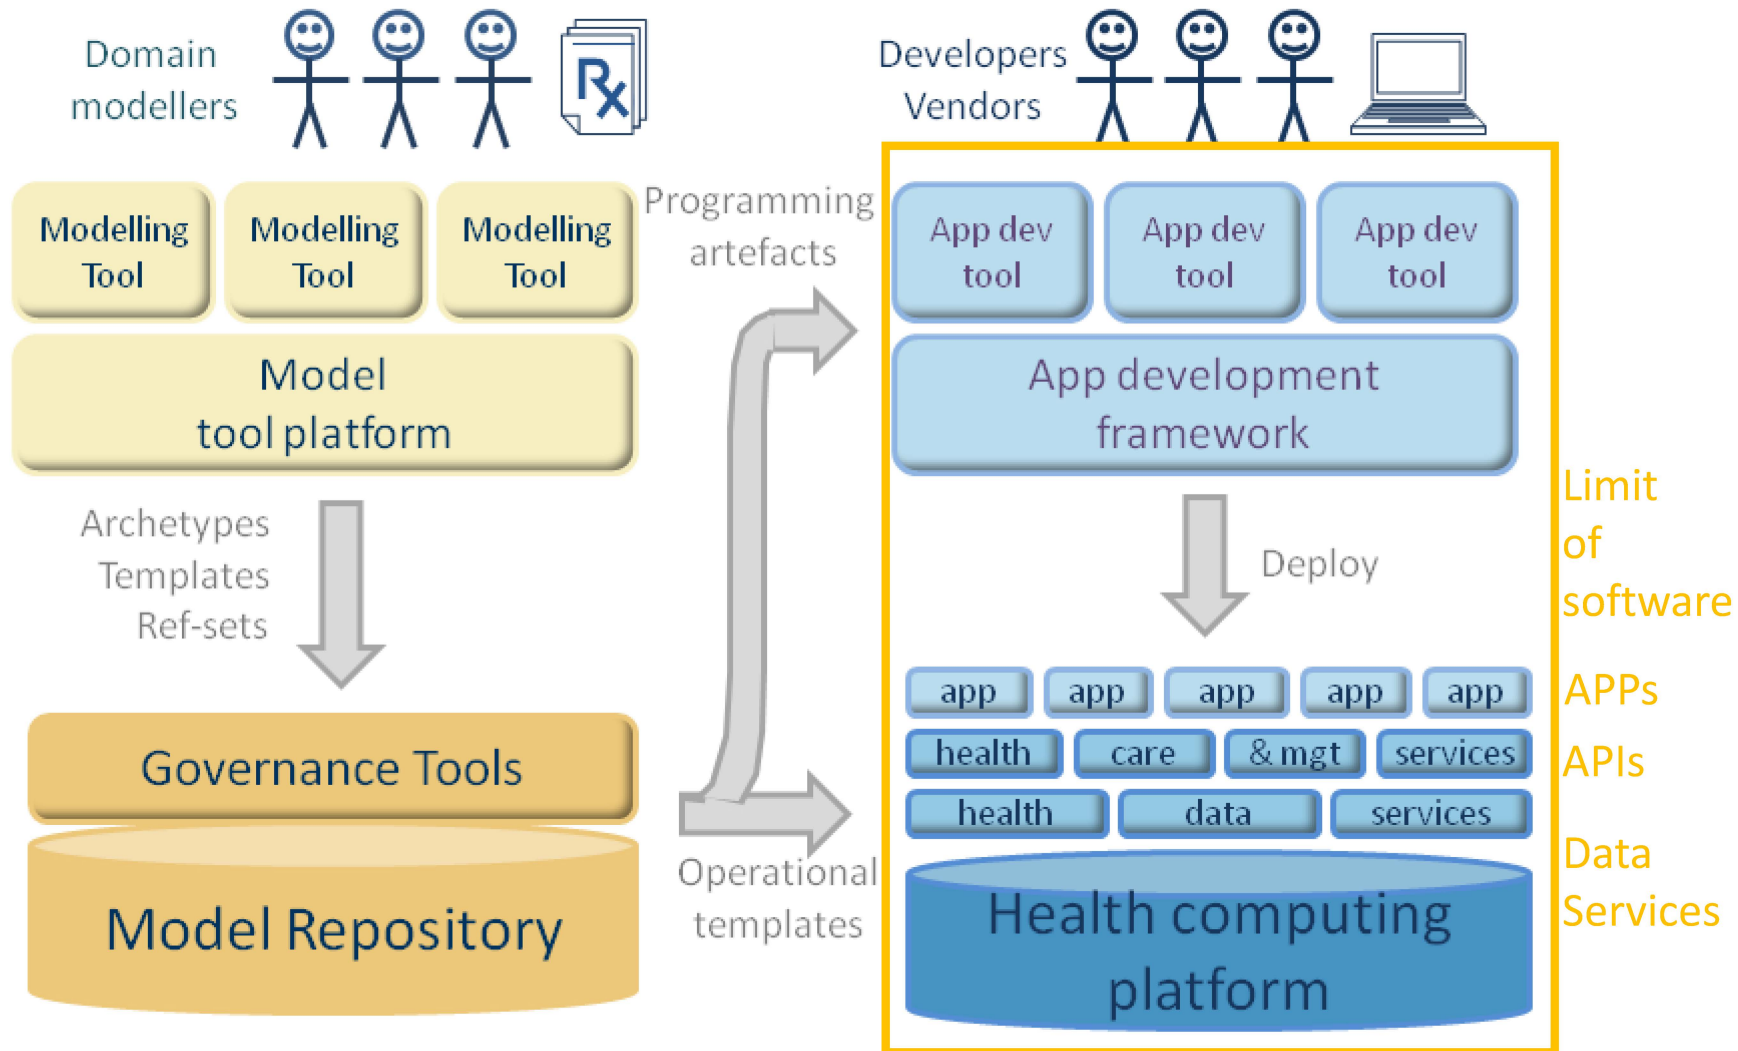 Domain
modellers
Rx
Developers
Vendors
Modelling
Tool
Modelling
Tool
Modelling
Tool
Model
tool platform
Archetypes
Templates
Ref-sets
Governance Tools
Model Repository
Programming
artefacts
Operational
templates
App dev
tool
App dev
tool
App dev
tool
App development
framework
Deploy
app
app
app
app
app
health
care
& mgt
services
health
data
services
Health computing
platform
Limit
of
software
APPs
APIs
Data
Services